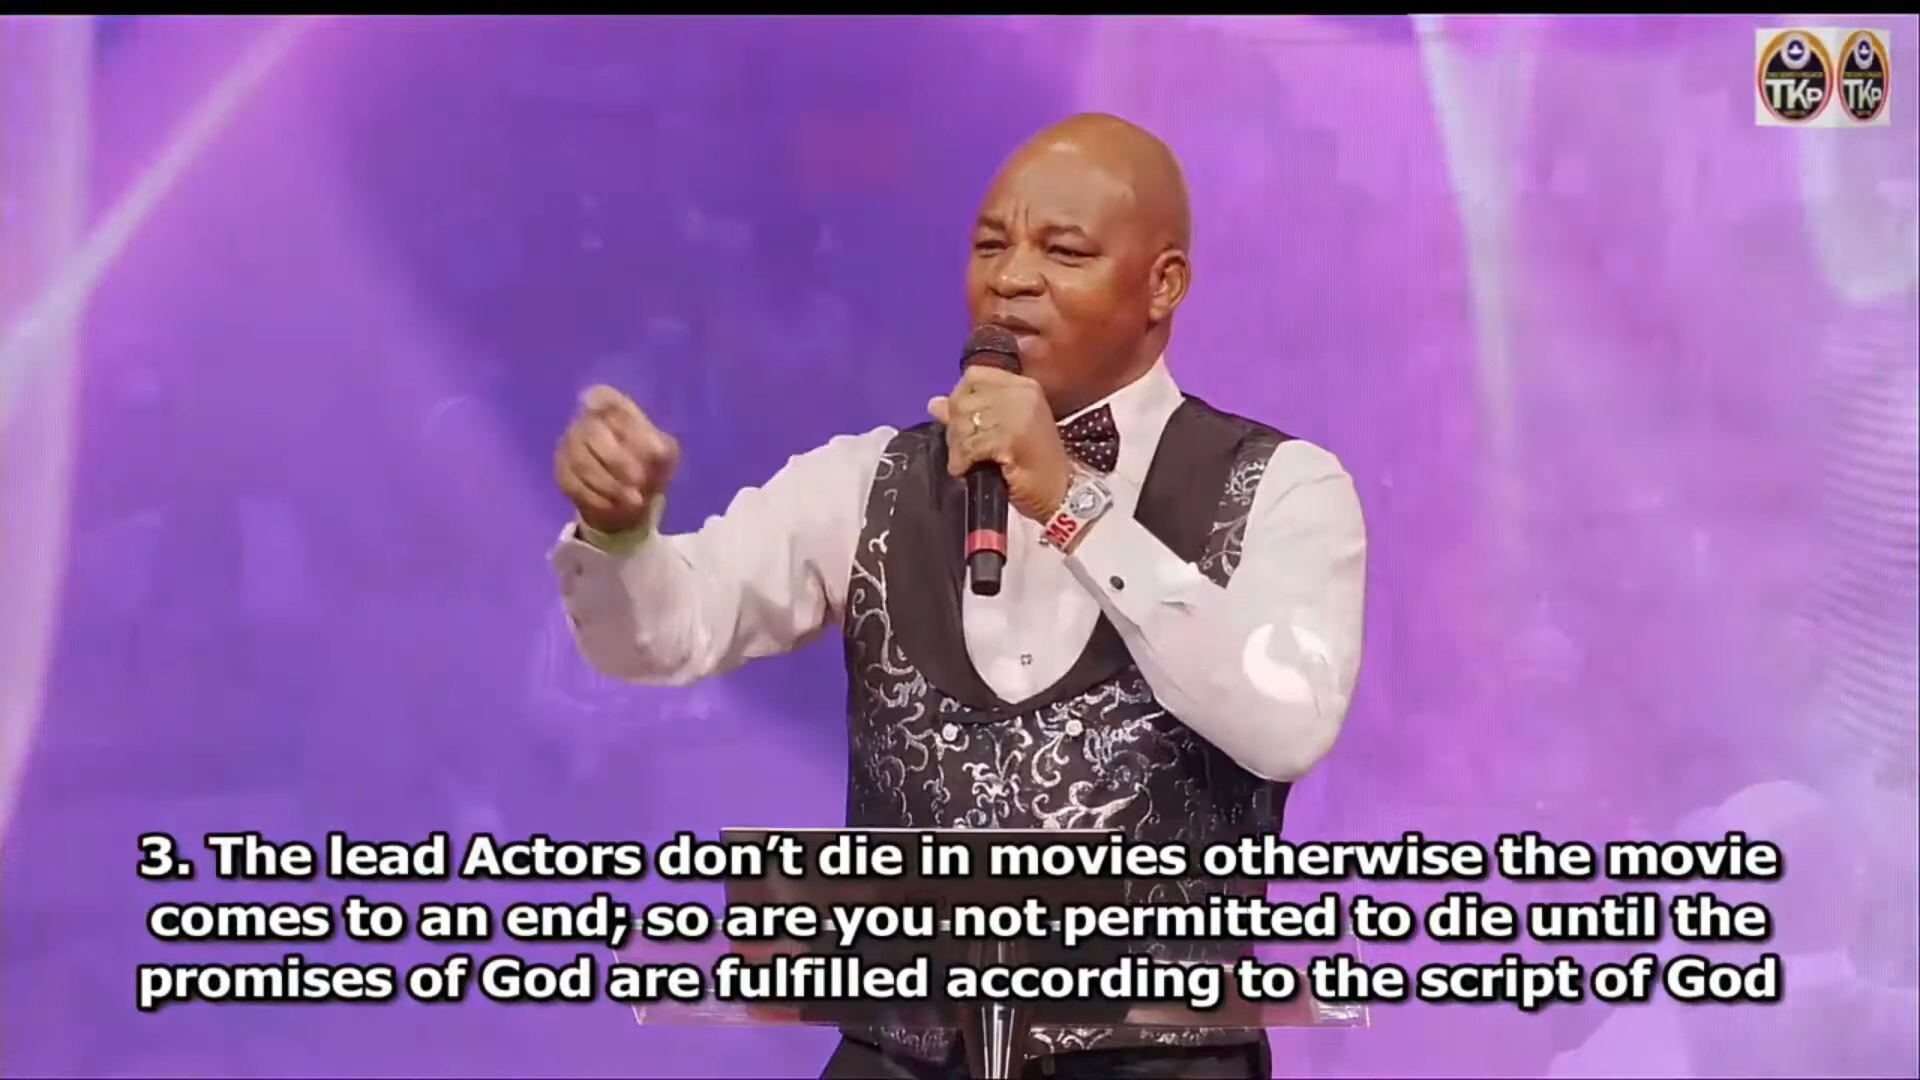 TKP TKP
MS
3. The lead Actors don't die in movies otherwise the movie
comes to an end; so are you not permitted to die until the
promises of God are fulfilled according to the script of God